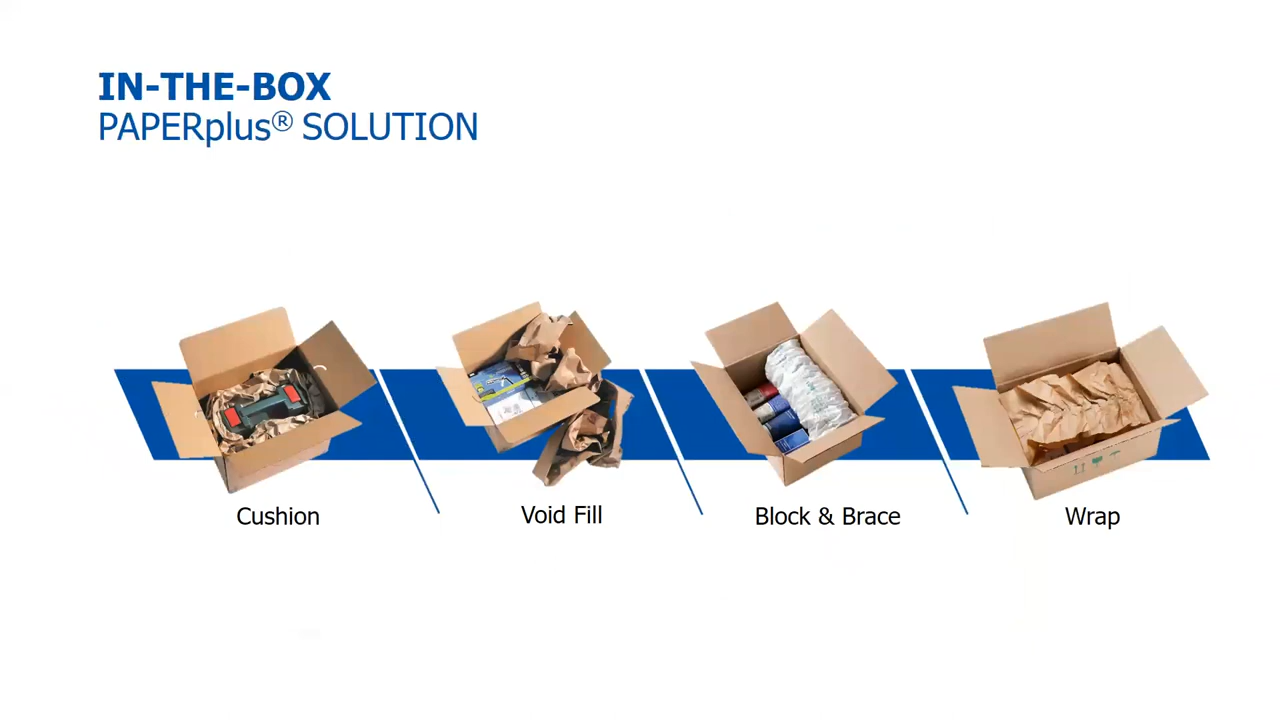 IN-THE-BOX
PAPERplus® SOLUTION
Cushion
Void Fill
Block & Brace
Wrap